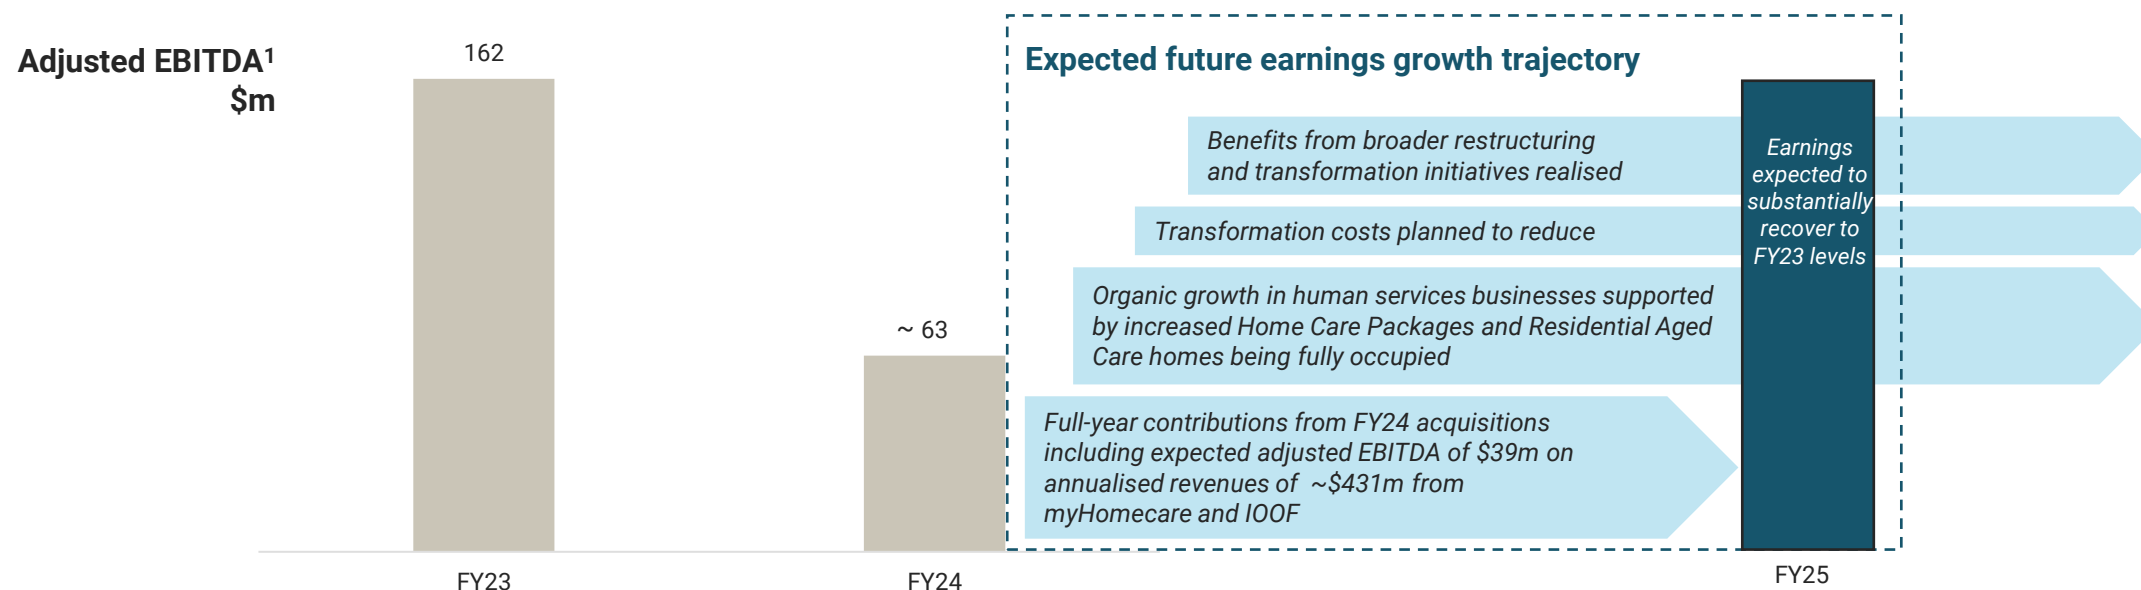 Adjusted EBITDA¹
$m
162
~ 63
Expected future earnings growth trajectory
Benefits from broader restructuring
and transformation initiatives realised
Transformation costs planned to reduce
Organic growth in human services businesses supported
by increased Home Care Packages and Residential Aged
Care homes being fully occupied
Full-year contributions from FY24 acquisitions
including expected adjusted EBITDA of $39m on
annualised revenues of ~$431m from
myHomecare and IOOF
Earnings
expected to
substantially
recover to
FY23 levels
FY23
FY24
FY25